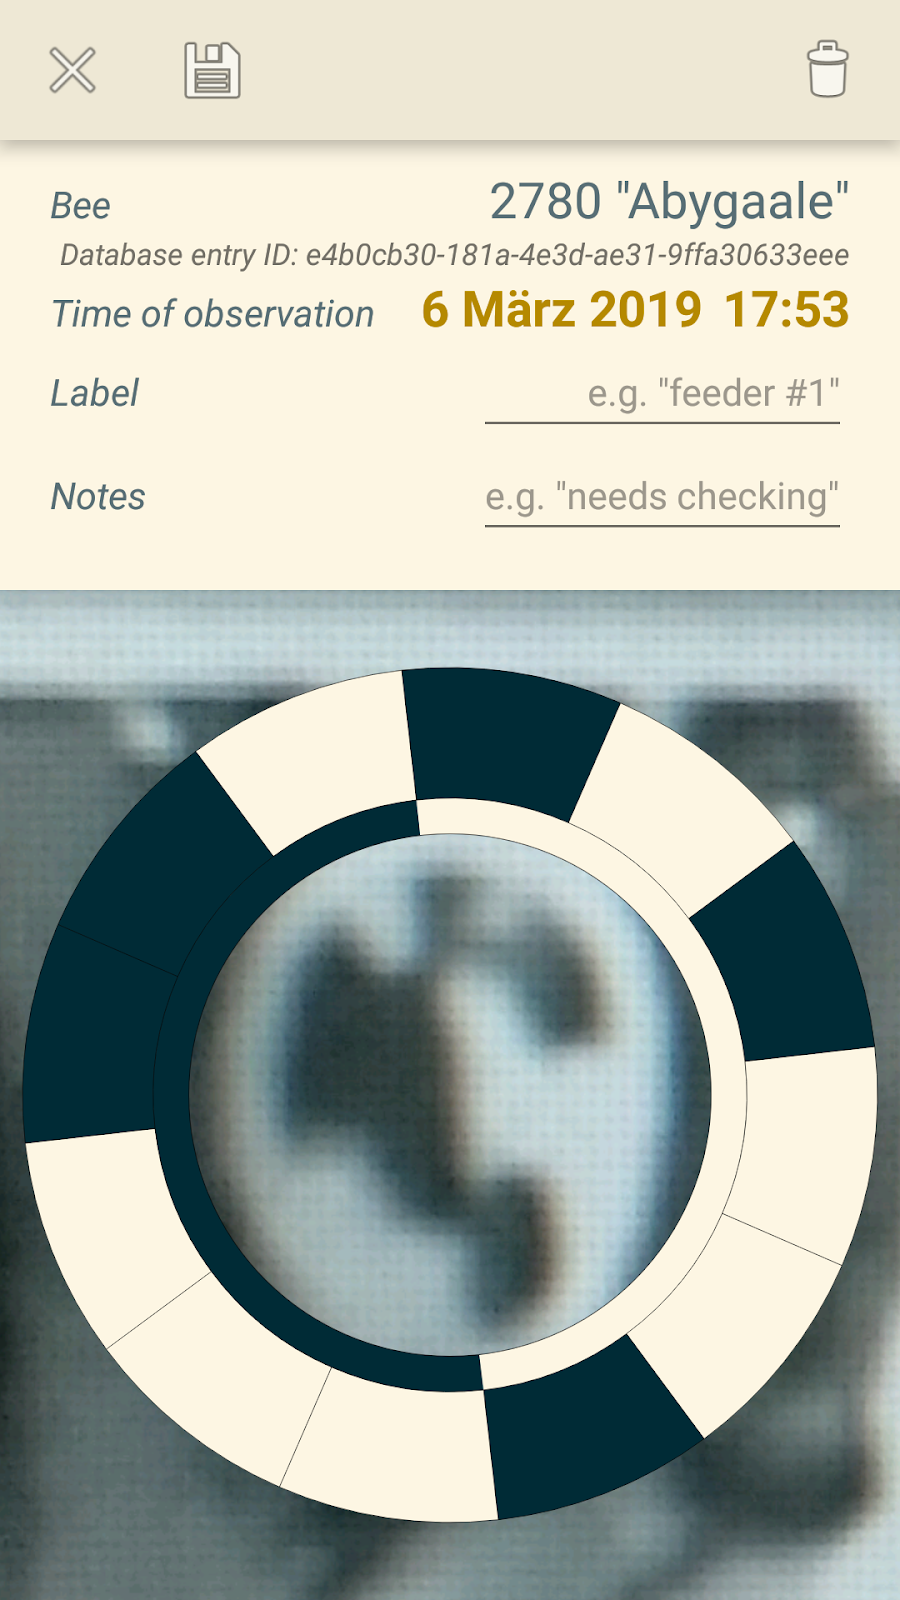 Bee 2780 "Abygaale"
Database entry ID: e4b0cb30-181a-4e3d-ae31-9ffa30633eee
Time of observation 6 März 2019 17:53
Label e.g. "feeder #1"
Notes e.g. "needs checking"